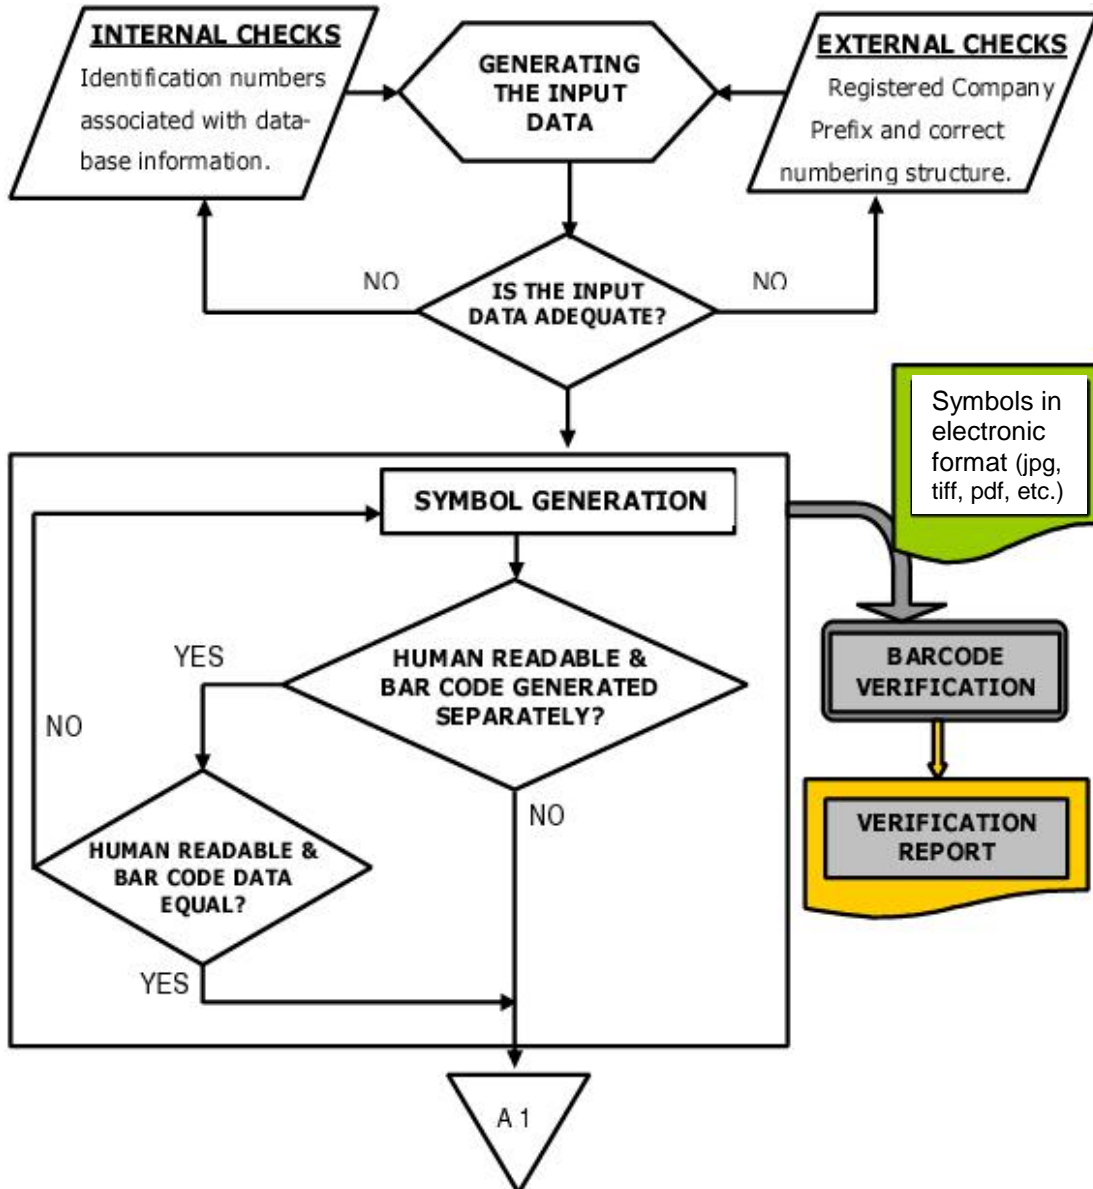 INTERNAL CHECKS
Identification numbers
associated with data-
base information.
GENERATING
THE INPUT
DATA
EXTERNAL CHECKS
Registered Company
Prefix and correct
numbering structure.
NO
IS THE INPUT
DATA ADEQUATE?
NO
Symbols in
electronic
format (jpg,
tiff, pdf, etc.)
SYMBOL GENERATION
YES
HUMAN READABLE &
BAR CODE GENERATED
SEPARATELY?
BARCODE
VERIFICATION
NO
NO
VERIFICATION
REPORT
HUMAN READABLE &
BAR CODE DATA
EQUAL?
YES
A 1